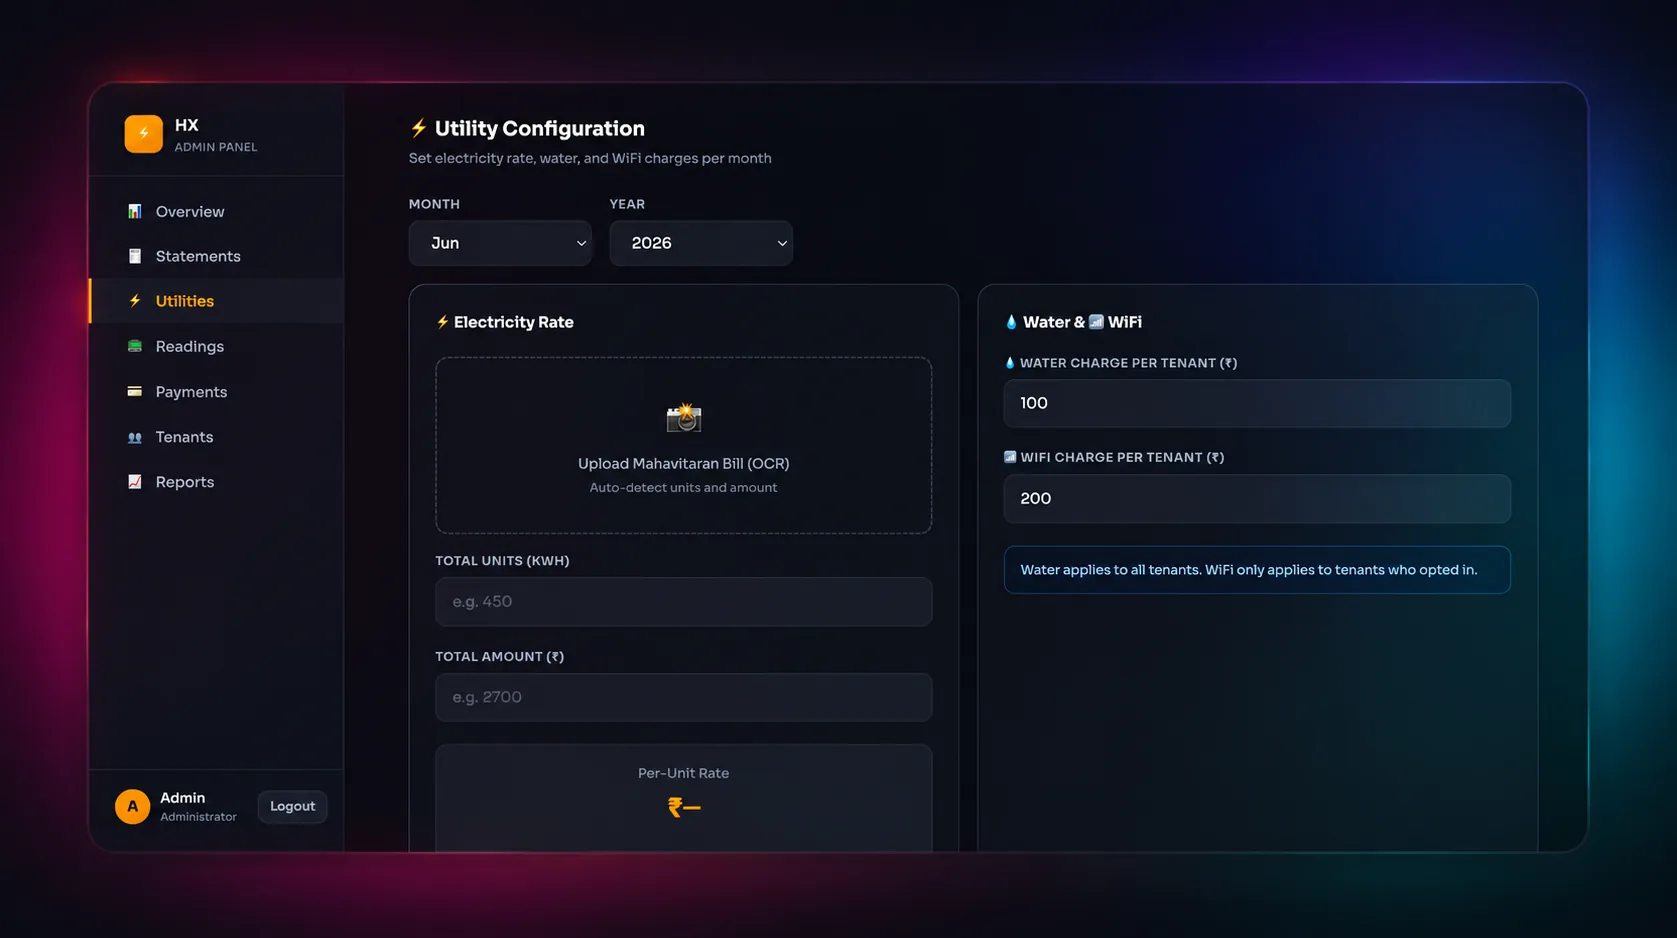 HX
ADMIN PANEL
Overview
Statements
Utilities
Readings
Payments
Tenants
Reports
A
Admin
Administrator
Logout
Utility Configuration
Set electricity rate, water, and WiFi charges per month
MONTH
YEAR
Jun
2026
Electricity Rate
Upload Mahavitaran Bill (OCR)
Auto-detect units and amount
TOTAL UNITS (KWH)
e.g. 450
TOTAL AMOUNT (₹)
e.g. 2700
Per-Unit Rate
₹—
Water & WiFi
WATER CHARGE PER TENANT (₹)
100
WIFI CHARGE PER TENANT (₹)
200
Water applies to all tenants. WiFi only applies to tenants who opted in.